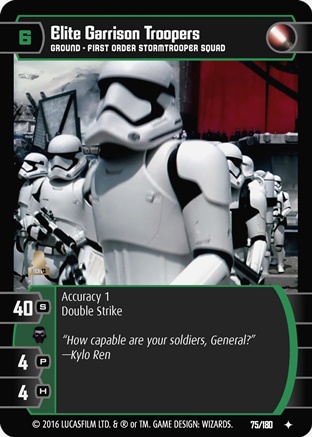 6 Elite Garrison Troopers
GROUND - FIRST ORDER STORMTROOPER SQUAD
40 S
Accuracy 1
Double Strike
“How capable are your soldiers, General?”
—Kylo Ren
4 P
4 H
© 2016 LUCASFILM LTD. & ® or TM. GAME DESIGN: WIZARDS. 75/180